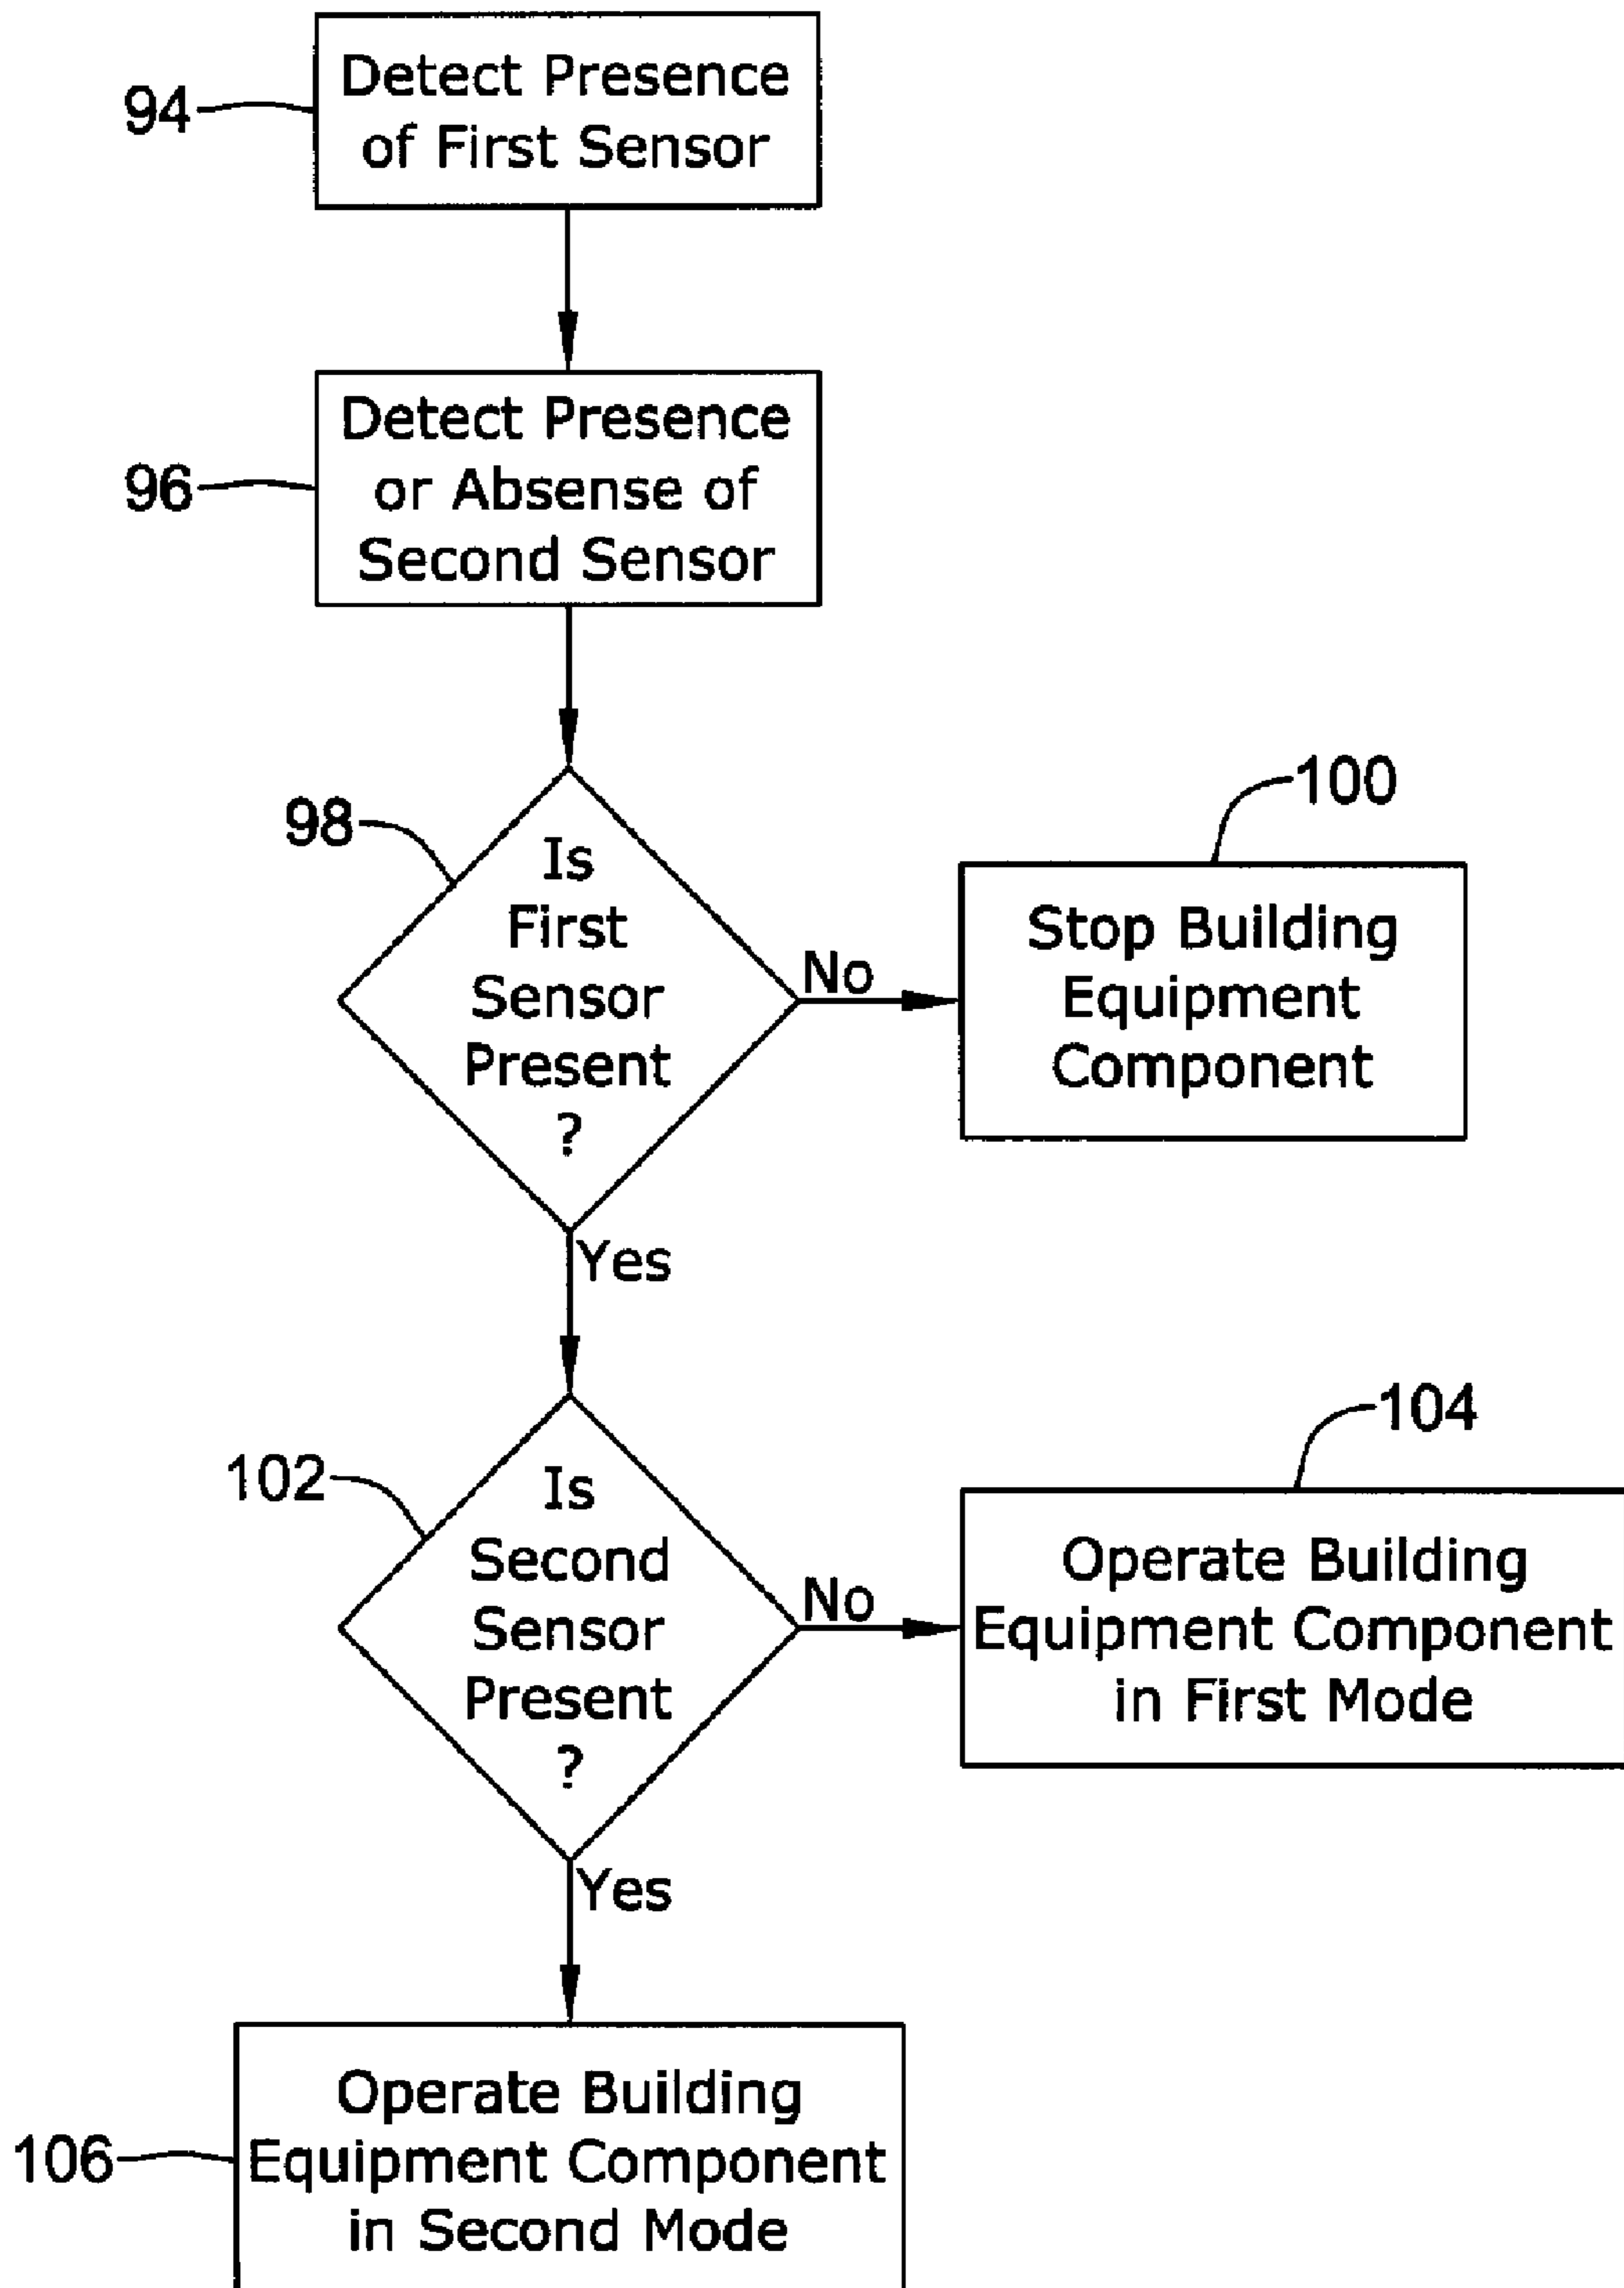 94
Detect Presence
of First Sensor
96
Detect Presence
or Absense of
Second Sensor
98
Is
First
Sensor
Present
?
No
100
Stop Building
Equipment
Component
Yes
102
Is
Second
Sensor
Present
?
No
104
Operate Building
Equipment Component
in First Mode
Yes
106
Operate Building
Equipment Component
in Second Mode